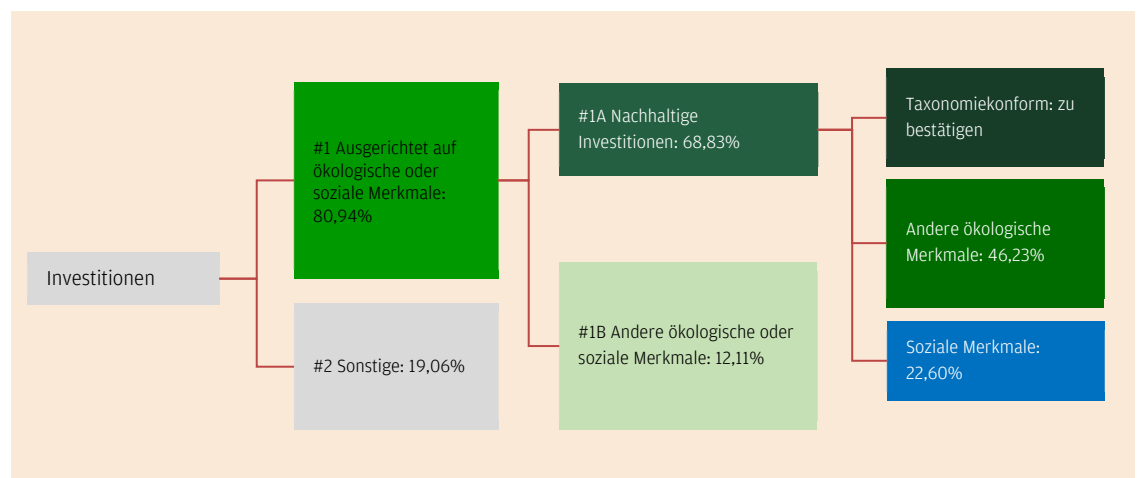 Investitionen
#1 Ausgerichtet auf
ökologische oder
soziale Merkmale:
80,94%
#2 Sonstige: 19,06%
#1A Nachhaltige
Investitionen: 68,83%
#1B Andere ökologische oder
soziale Merkmale: 12,11%
Taxonomiekonform: zu
bestätigen
Andere ökologische
Merkmale: 46,23%
Soziale Merkmale:
22,60%